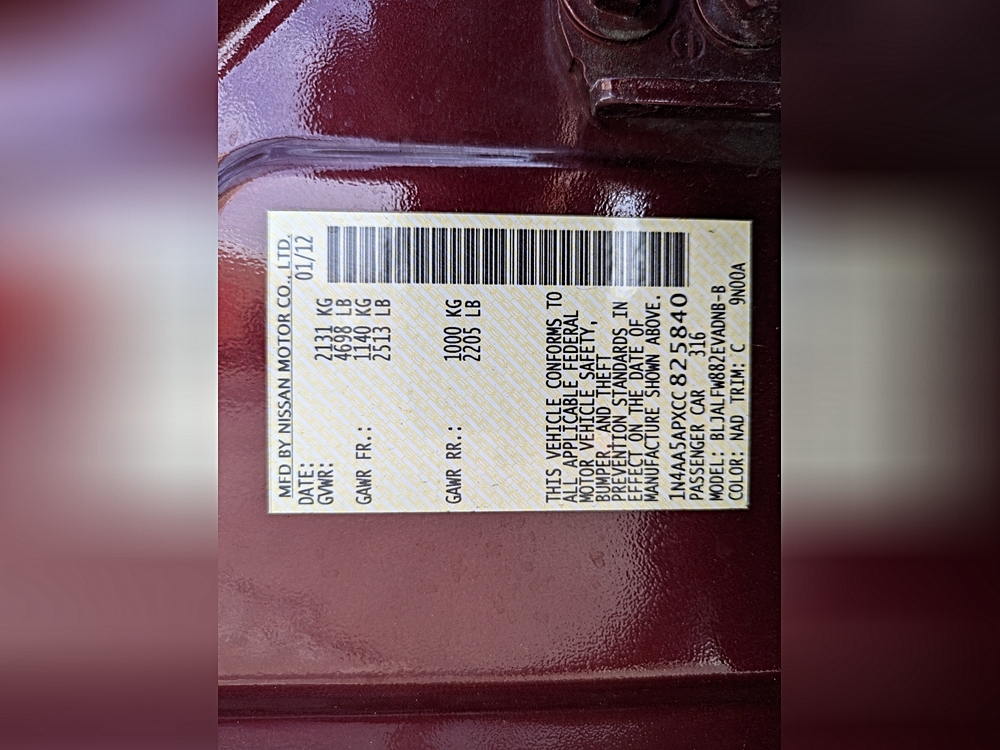 MFD BY NISSAN MOTOR CO., LTD.
DATE: 01/12
GVWR: 2131 KG
4698 LB
GAWR FR.: 1140 KG
2513 LB
GAWR RR.: 1000 KG
2205 LB
THIS VEHICLE CONFORMS TO
ALL APPLICABLE FEDERAL
MOTOR VEHICLE SAFETY,
BUMPER, AND THEFT
PREVENTION STANDARDS IN
EFFECT ON THE DATE OF
MANUFACTURE SHOWN ABOVE.
1N4AA5APXCC825840
PASSENGER CAR 316
MODEL: BLJALFW882EVADNB-B
COLOR: NAD TRIM: C 9N00A